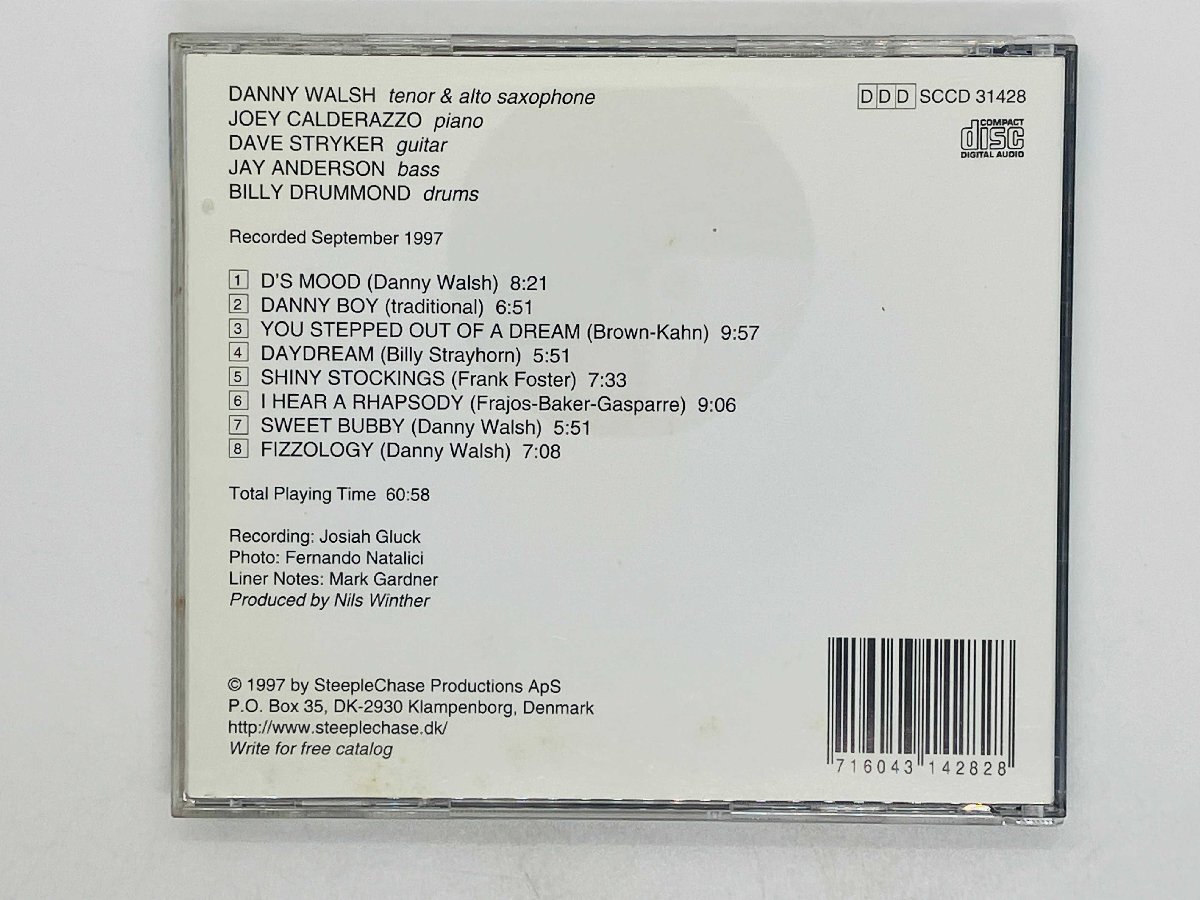 DANNY WALSH tenor & alto saxophone
JOEY CALDERAZZO piano
DAVE STRYKER guitar
JAY ANDERSON bass
BILLY DRUMMOND drums
DDD SCCD 31428
COMPACT
disc
DIGITAL AUDIO
Recorded September 1997
1 D'S MOOD (Danny Walsh) 8:21
2 DANNY BOY (traditional) 6:51
3 YOU STEPPED OUT OF A DREAM (Brown-Kahn) 9:57
4 DAYDREAM (Billy Strayhorn) 5:51
5 SHINY STOCKINGS (Frank Foster) 7:33
6 I HEAR A RHAPSODY (Frajos-Baker-Gasparre) 9:06
7 SWEET BUBBY (Danny Walsh) 5:51
8 FIZZOLOGY (Danny Walsh) 7:08
Total Playing Time 60:58
Recording: Josiah Gluck
Photo: Fernando Natalici
Liner Notes: Mark Gardner
Produced by Nils Winther
© 1997 by SteepleChase Productions ApS
P.O. Box 35, DK-2930 Klampenborg, Denmark
http://www.steeplechase.dk/
Write for free catalog
716043 142828